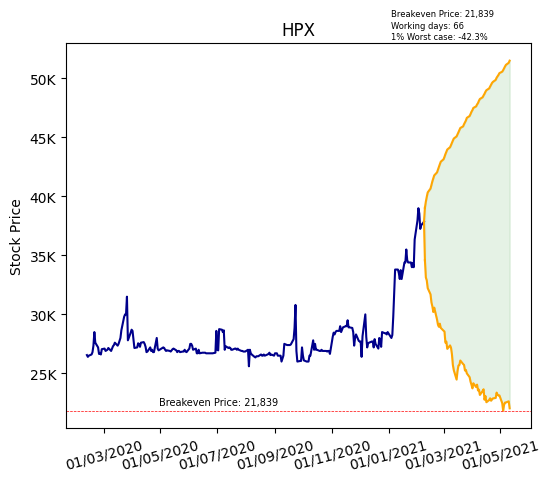 Breakeven Price: 21,839
Working days: 66
1% Worst case: -42.3%
HPX
Stock Price
50K
45K
40K
35K
30K
25K
Breakeven Price: 21,839
01/03/2020
01/05/2020
01/07/2020
01/09/2020
01/11/2020
01/01/2021
01/03/2021
01/05/2021